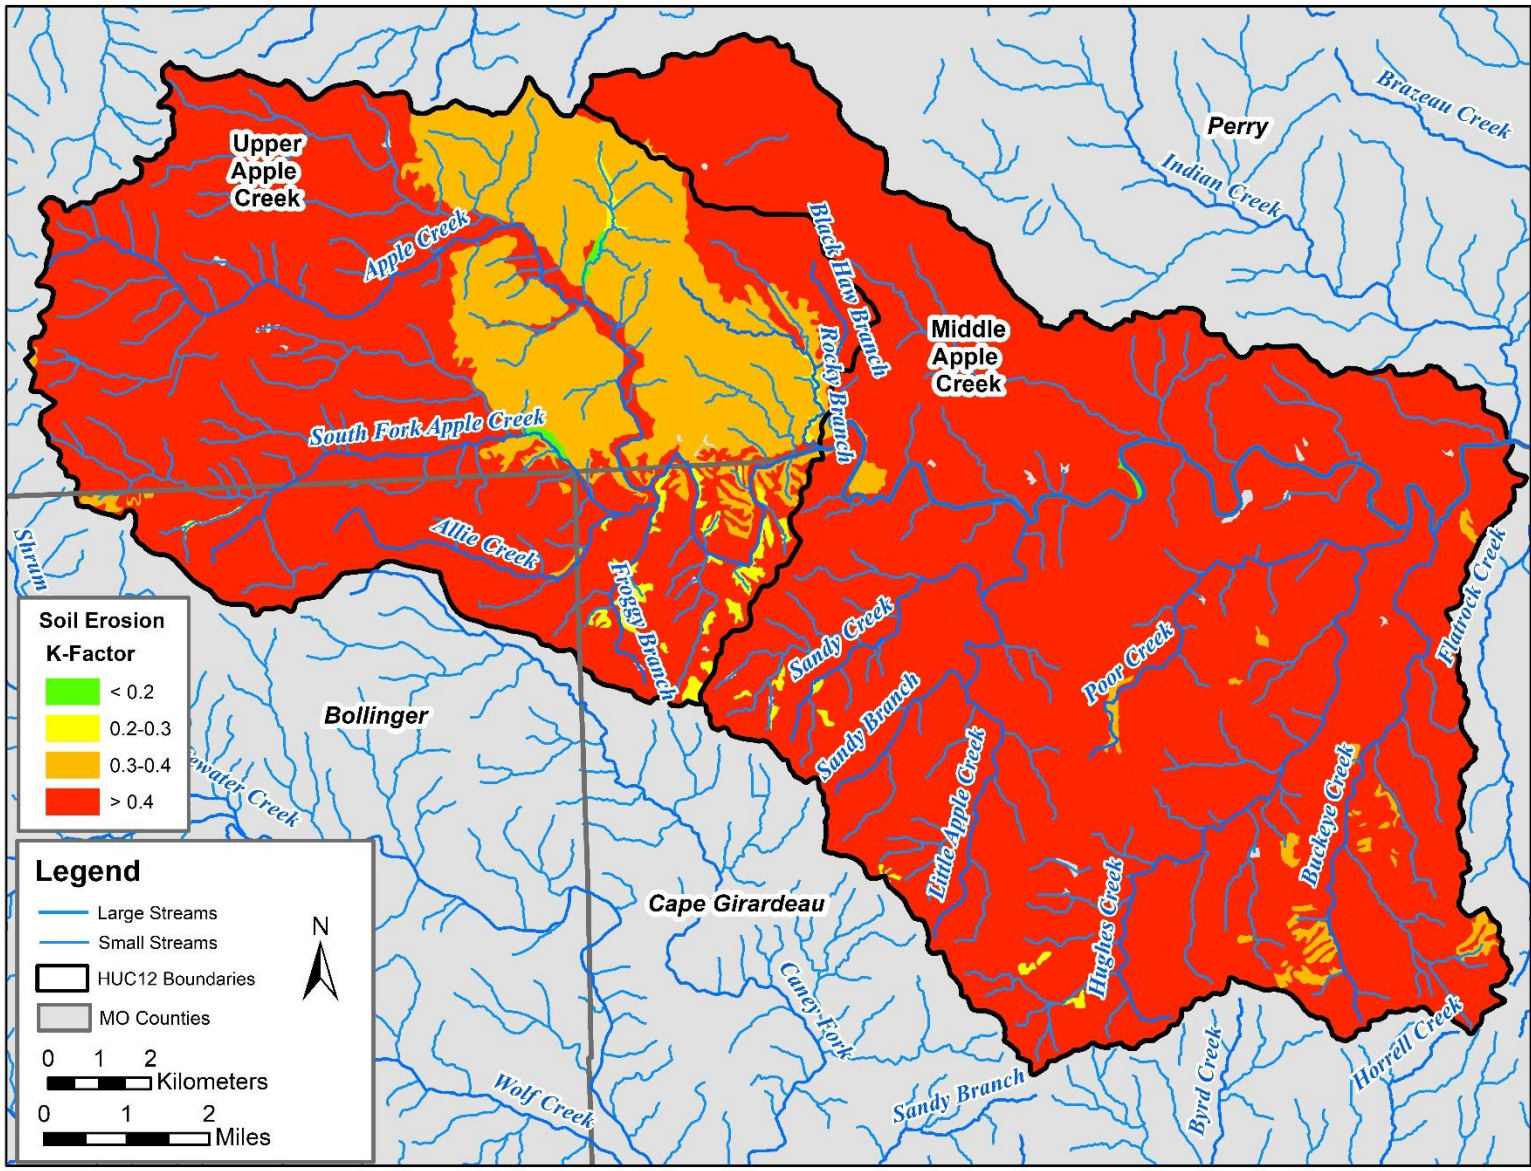 Brazeau Creek
Perry
Indian Creek
Upper
Apple
Creek
Apple Creek
Black Haw Branch
Rocky Branch
Middle
Apple
Creek
South Fork Apple Creek
Allie Creek
Shrum
Froggy Branch
Sandy Creek
Sandy Branch
Poor Creek
Flatrock Creek
Little Apple Creek
Buckeye Creek
Hughes Creek
Bollinger
ewater Creek
Cape Girardeau
Caney Fork
Wolf Creek
Sandy Branch
Byrd Creek
Horrell Creek
Soil Erosion
K-Factor
< 0.2
0.2-0.3
0.3-0.4
> 0.4
Legend
Large Streams
Small Streams
HUC12 Boundaries
MO Counties
N
0 1 2
Kilometers
0 1 2
Miles